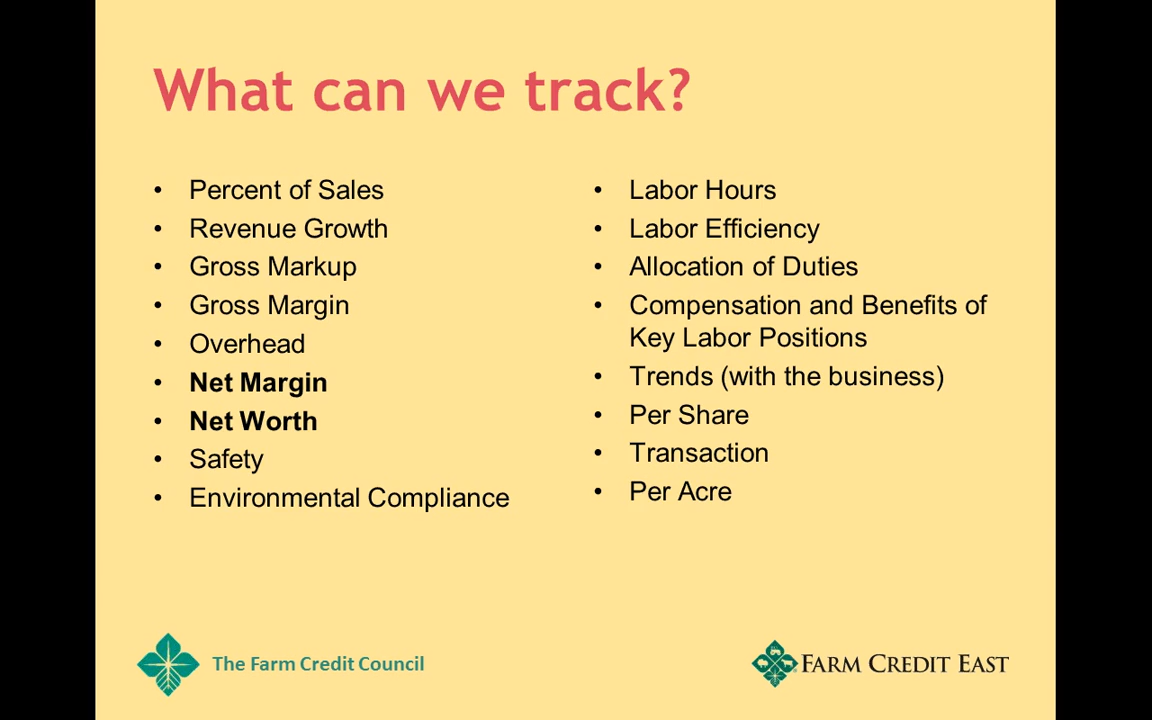 What can we track?
• Percent of Sales
• Revenue Growth
• Gross Markup
• Gross Margin
• Overhead
• Net Margin
• Net Worth
• Safety
• Environmental Compliance
• Labor Hours
• Labor Efficiency
• Allocation of Duties
• Compensation and Benefits of
Key Labor Positions
• Trends (with the business)
• Per Share
• Transaction
• Per Acre
The Farm Credit Council
FARM CREDIT EAST